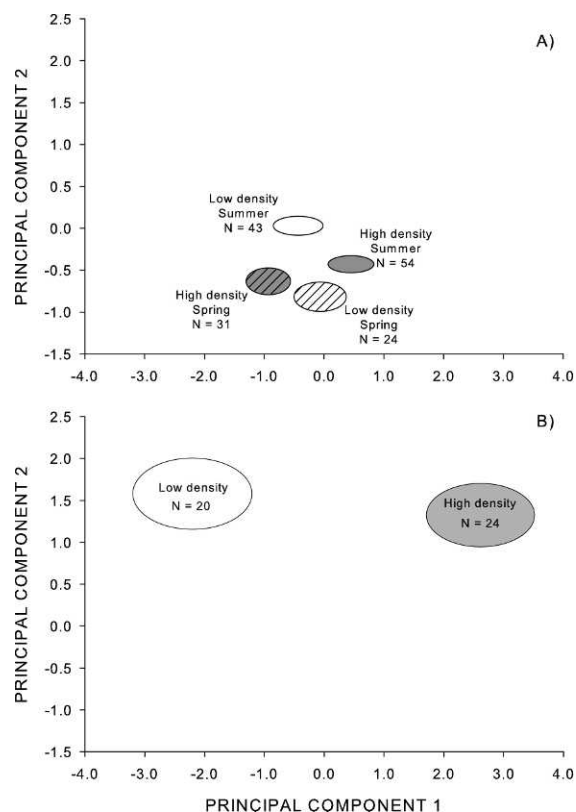 A)
PRINCIPAL COMPONENT 2
2.5
2.0
1.5
1.0
0.5
0.0
-0.5
-1.0
-1.5
Low density
Summer
N = 43
High density
Summer
N = 54
High density
Spring
N = 31
Low density
Spring
N = 24
-4.0 -3.0 -2.0 -1.0 0.0 1.0 2.0 3.0 4.0
B)
PRINCIPAL COMPONENT 2
2.5
2.0
1.5
1.0
0.5
0.0
-0.5
-1.0
-1.5
Low density
N = 20
High density
N = 24
-4.0 -3.0 -2.0 -1.0 0.0 1.0 2.0 3.0 4.0
PRINCIPAL COMPONENT 1